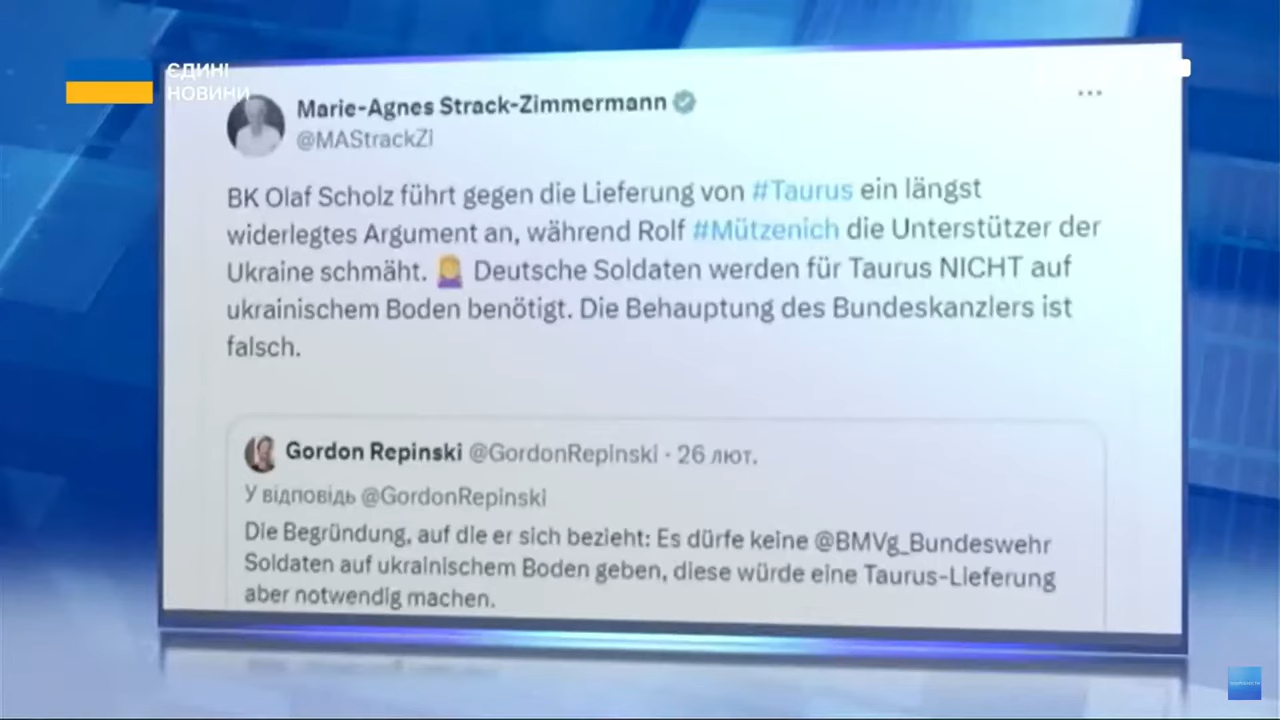 ЄДИНІ
НОВИНИ
Marie-Agnes Strack-Zimmermann
@MAStrackZi
BK Olaf Scholz führt gegen die Lieferung von #Taurus ein längst
widerlegtes Argument an, während Rolf #Mützenich die Unterstützer der
Ukraine schmäht. 🤦‍♀️ Deutsche Soldaten werden für Taurus NICHT auf
ukrainischem Boden benötigt. Die Behauptung des Bundeskanzlers ist
falsch.
Gordon Repinski @GordonRepinski · 26 лют.
У відповідь @GordonRepinski
Die Begründung, auf die er sich bezieht: Es dürfe keine @BMVg_Bundeswehr
Soldaten auf ukrainischem Boden geben, diese würde eine Taurus-Lieferung
aber notwendig machen.